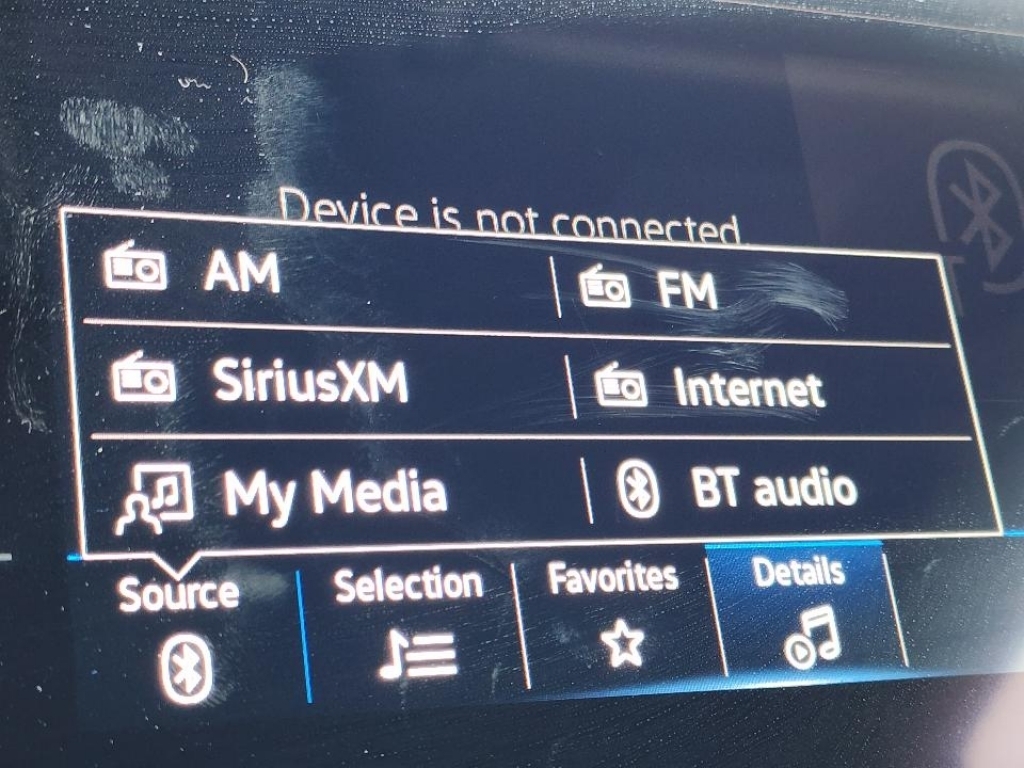 Device is not connected.
AM
FM
SiriusXM
Internet
My Media
BT audio
Source
Selection
Favorites
Details